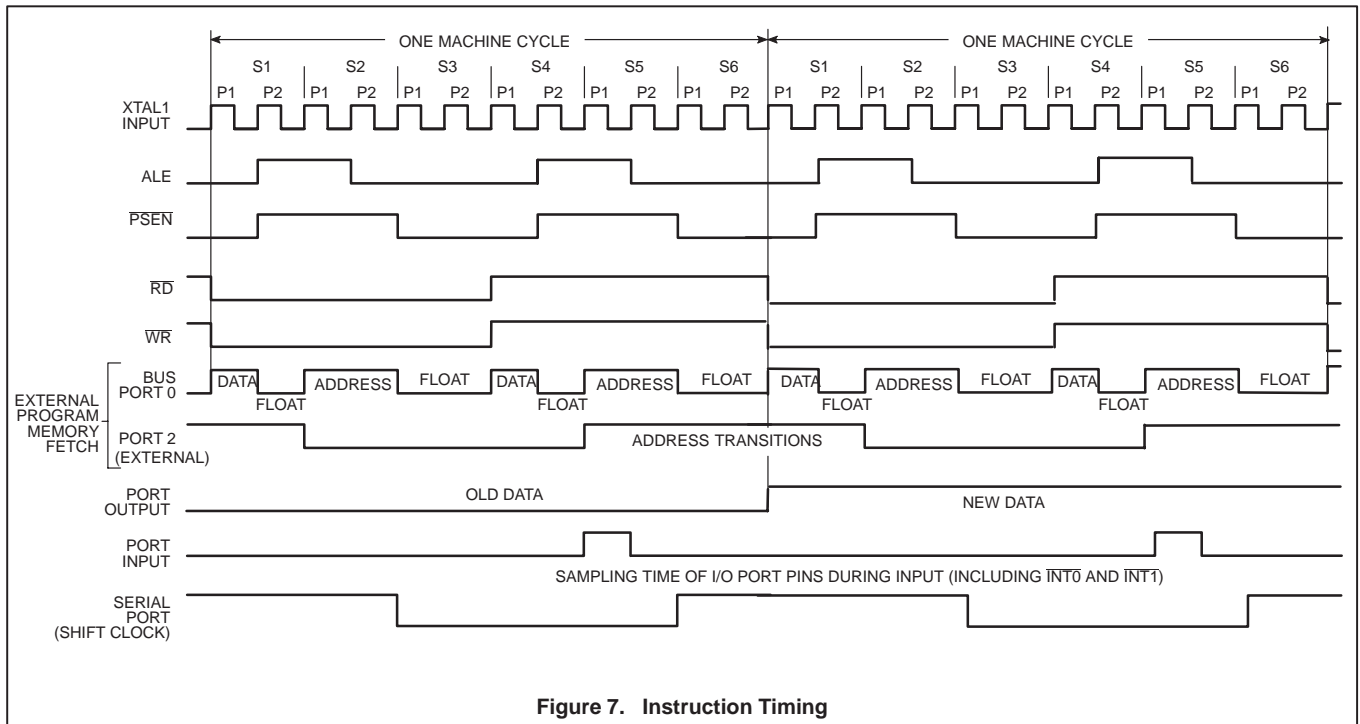 ONE MACHINE CYCLE ONE MACHINE CYCLE
S1 S2 S3 S4 S5 S6 S1 S2 S3 S4 S5 S6
P1 P2 P1 P2 P1 P2 P1 P2 P1 P2 P1 P2 P1 P2 P1 P2 P1 P2 P1 P2 P1 P2 P1 P2
XTAL1
INPUT
ALE
PSEN
RD
WR
EXTERNAL
PROGRAM
MEMORY
FETCH
BUS
PORT 0
DATA FLOAT ADDRESS FLOAT DATA FLOAT ADDRESS FLOAT DATA FLOAT ADDRESS FLOAT DATA FLOAT ADDRESS FLOAT
PORT 2
(EXTERNAL)
ADDRESS TRANSITIONS
PORT
OUTPUT
OLD DATA NEW DATA
PORT
INPUT
SAMPLING TIME OF I/O PORT PINS DURING INPUT (INCLUDING INT0 AND INT1)
SERIAL
PORT
(SHIFT CLOCK)
Figure 7. Instruction Timing